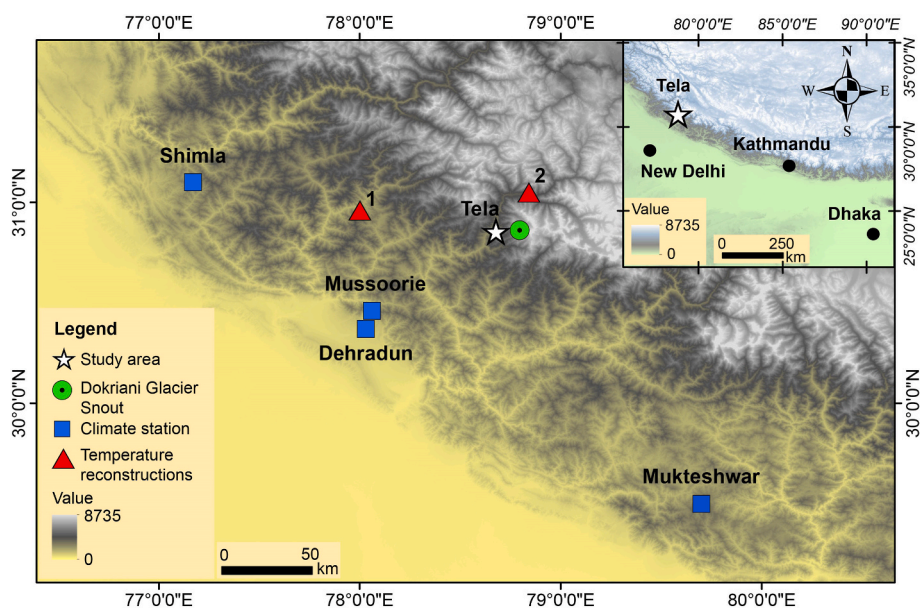 77°0'0"E 78°0'0"E 79°0'0"E
80°0'0"E 85°0'0"E 90°0'0"E
35°0'0"N
30°0'0"N
25°0'0"N
N
W E
S
Tela
Kathmandu
New Delhi
Dhaka
Value
8735
0
0 250
km
31°0'0"N
30°0'0"N
30°0'0"N
Shimla
1
2
Tela
Mussoorie
Dehradun
Mukteshwar
Legend
Study area
Dokriani Glacier
Snout
Climate station
Temperature
reconstructions
Value
8735
0
0 50
km
77°0'0"E 78°0'0"E 79°0'0"E 80°0'0"E